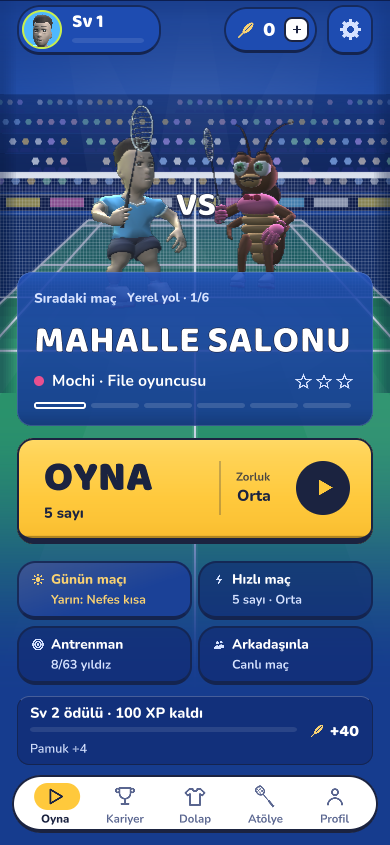 Sv 1
0
+
VS
Sıradaki maç Yerel yol · 1/6
MAHALLE SALONU
Mochi · File oyuncusu
OYNA
5 sayı
Zorluk
Orta
Günün maçı
Yarın: Nefes kısa
Hızlı maç
5 sayı · Orta
Antrenman
8/63 yıldız
Arkadaşınla
Canlı maç
Sv 2 ödülü · 100 XP kaldı
+40
Pamuk +4
Oyna
Kariyer
Dolap
Atölye
Profil